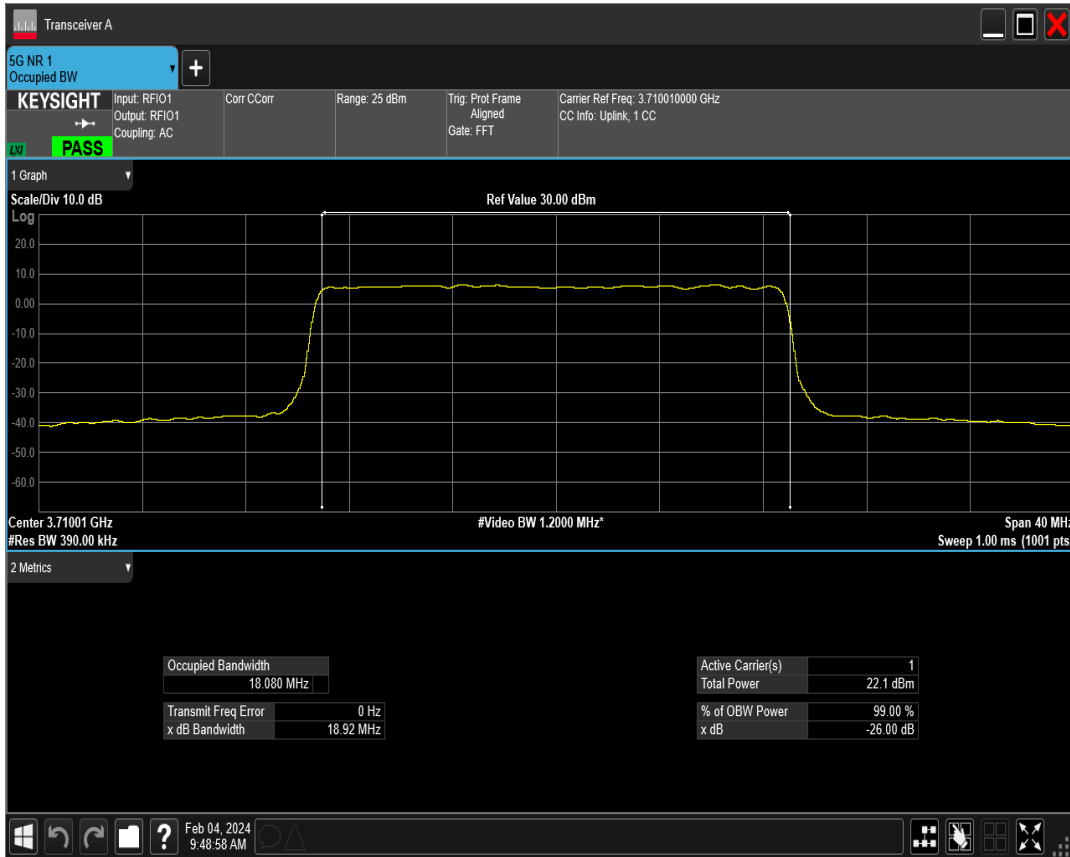 Transceiver A
5G NR 1
Occupied BW
+
KEYSIGHT
LXI
PASS
Input: RFIO1
Output: RFIO1
Coupling: AC
Corr CCorr
Range: 25 dBm
Trig: Prot Frame
Aligned
Gate: FFT
Carrier Ref Freq: 3.710010000 GHz
CC Info: Uplink, 1 CC
1 Graph
Scale/Div 10.0 dB
Ref Value 30.00 dBm
Log
20.0
10.0
0.00
-10.0
-20.0
-30.0
-40.0
-50.0
-60.0
Center 3.71001 GHz
#Video BW 1.2000 MHz*
Span 40 MHz
#Res BW 390.00 kHz
Sweep 1.00 ms (1001 pts
2 Metrics
Occupied Bandwidth
18.080 MHz
Transmit Freq Error 0 Hz
x dB Bandwidth 18.92 MHz
Active Carrier(s) 1
Total Power 22.1 dBm
% of OBW Power 99.00 %
x dB -26.00 dB
?
Feb 04, 2024
9:48:58 AM